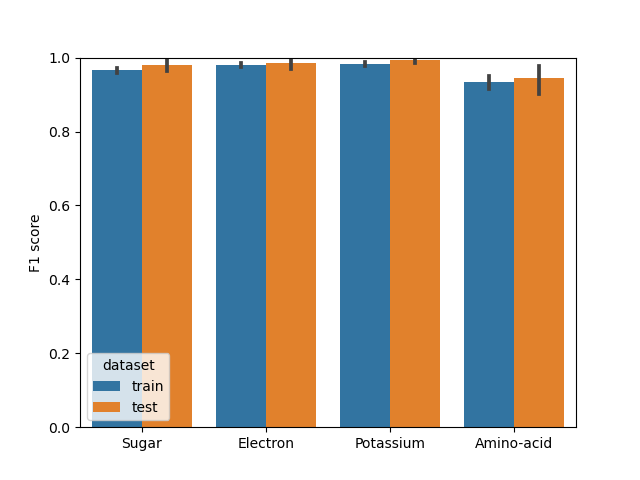 1.0
0.8
0.6
0.4
0.2
0.0
F1 score
dataset
train
test
Sugar Electron Potassium Amino-acid